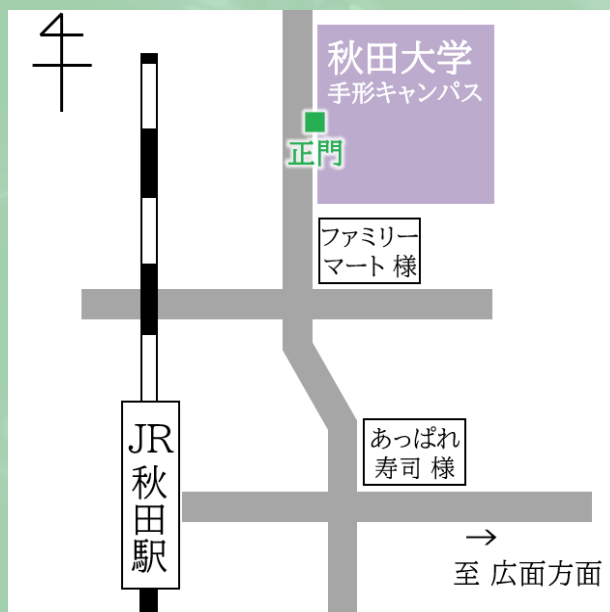 秋田大学
手形キャンパス
正門
ファミリー
マート 様
あっぱれ
寿司 様
JR
秋田駅
→
至 広面方面